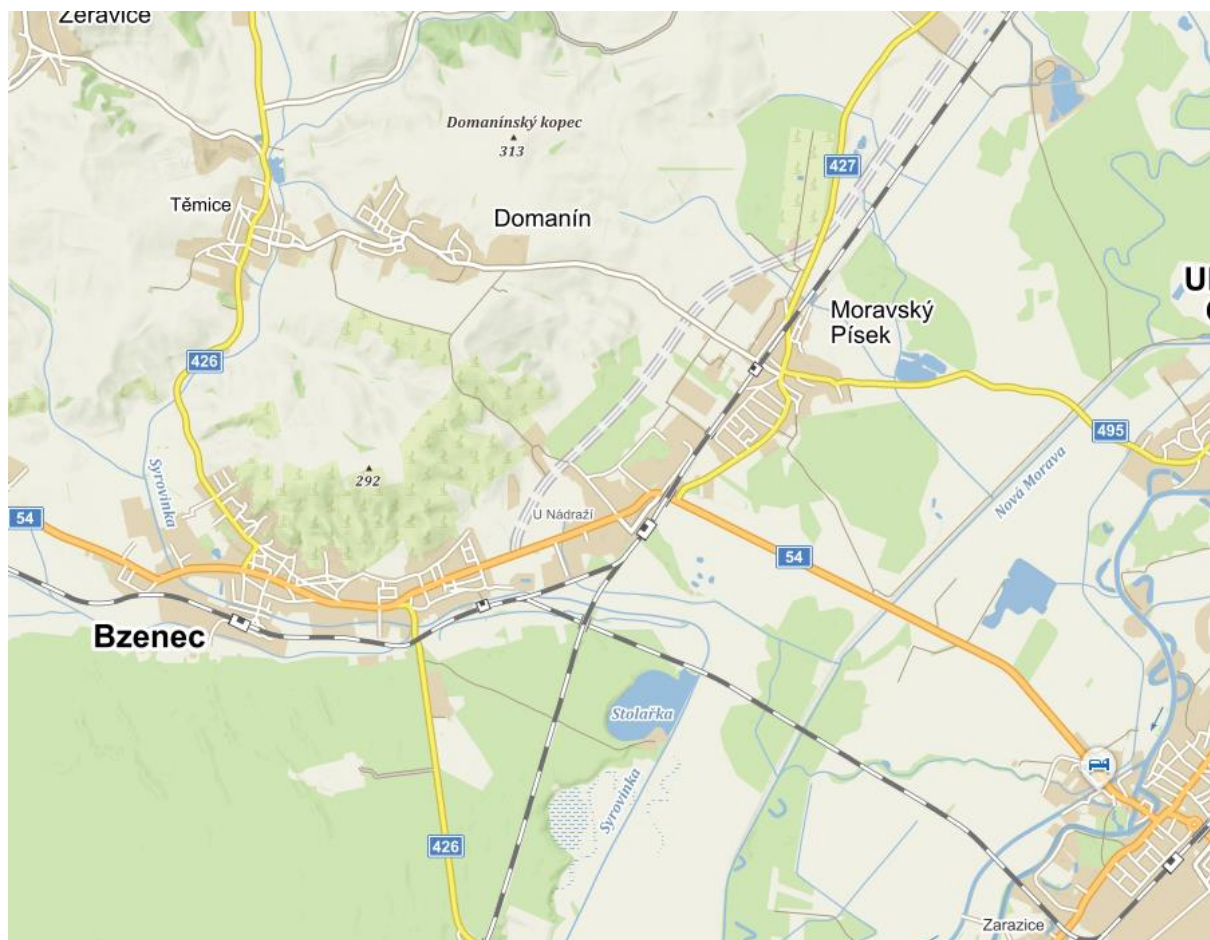 Žeravice
Domanínský kopec
313
427
Těmice
Domanín
Moravský
Písek
426
495
292
Syrovinka
Nová Morava
54
U Nádraží
54
Bzenec
Stolařka
Syrovinka
426
Zarazice